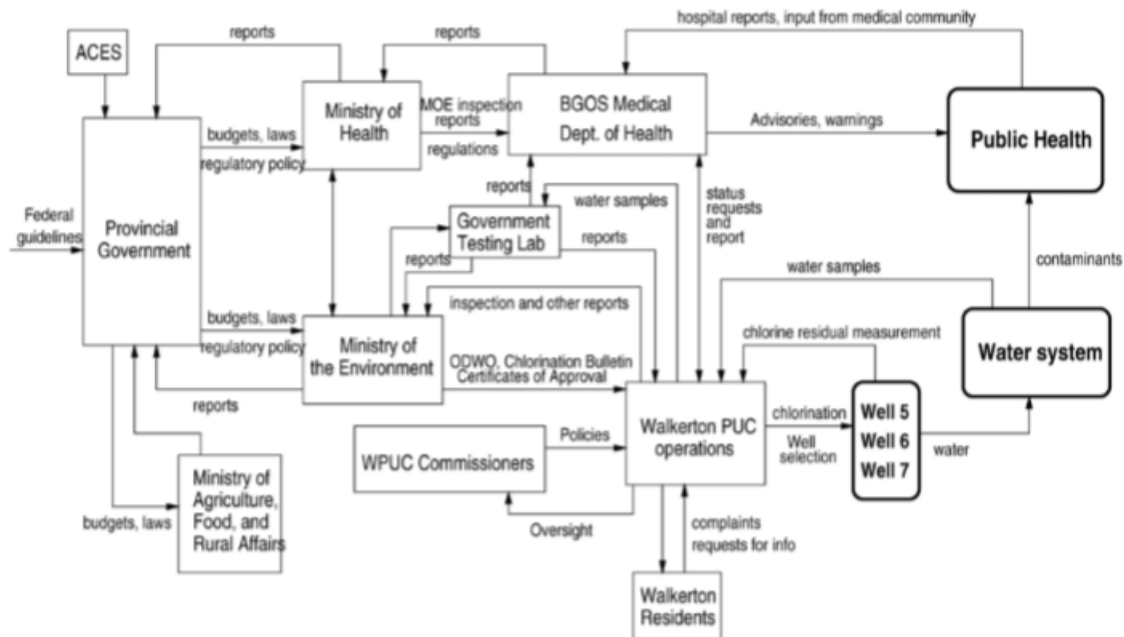 hospital reports, input from medical community
reports
reports
ACES
Ministry of
Health
MOE inspection
reports
regulations
BGOS Medical
Dept. of Health
Advisories, warnings
Public Health
budgets, laws
regulatory policy
Federal
guidelines
Provincial
Government
reports
water samples
status
requests
and
report
Government
Testing Lab
reports
reports
contaminants
water samples
inspection and other reports
budgets, laws
regulatory policy
Ministry of
the Environment
chlorine residual measurement
Water system
ODWO, Chlorination Bulletin
Certificates of Approval
reports
Walkerton PUC
operations
chlorination
Well
selection
Well 5
Well 6
Well 7
water
WPUC Commissioners
Policies
Ministry of
Agriculture,
Food, and
Rural Affairs
budgets, laws
Oversight
complaints
requests for info
Walkerton
Residents